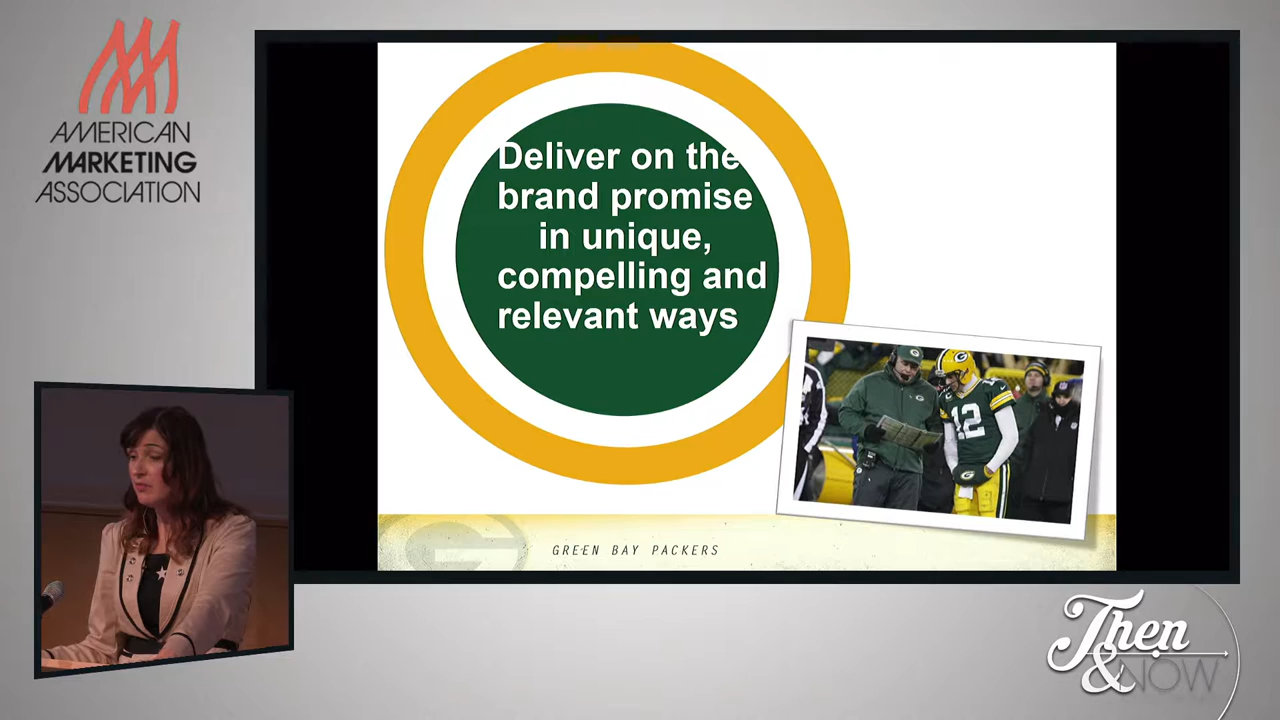 AMERICAN
MARKETING
ASSOCIATION
Deliver on the
brand promise
in unique,
compelling and
relevant ways
12
GREEN BAY PACKERS
Then
&NOW